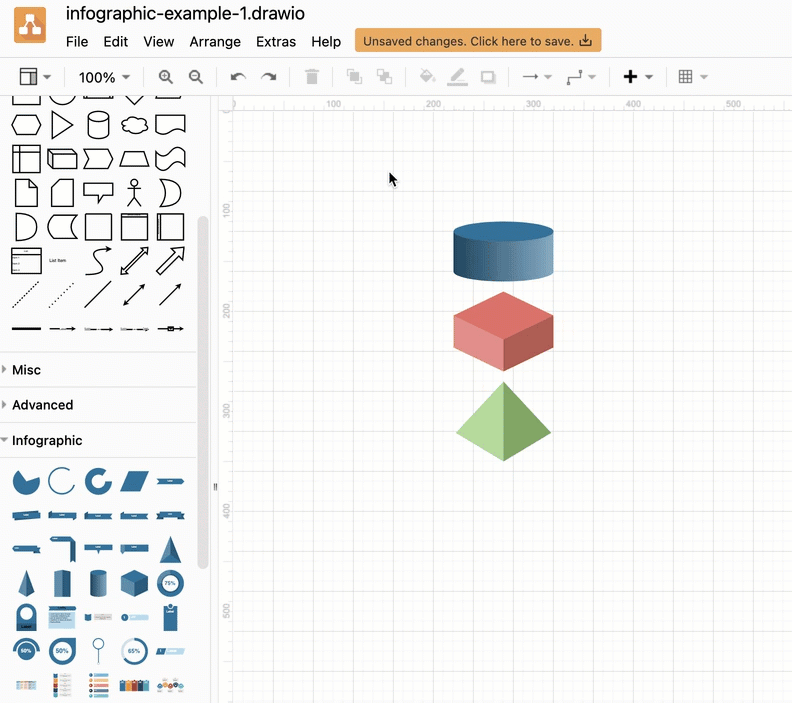 infographic-example-1.drawio
File Edit View Arrange Extras Help Unsaved changes. Click here to save.
100%
0 100 200 300 400 500
100
200
300
400
500
List Item
Misc
Advanced
Infographic
75%
50% 50% 65%